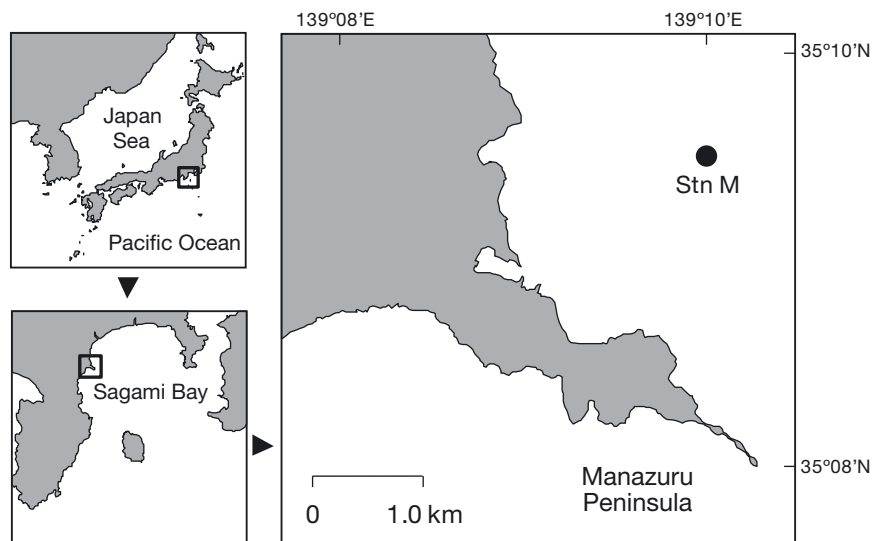 139°08'E
139°10'E
35°10'N
Japan
Sea
Pacific Ocean
Stn M
Sagami Bay
35°08'N
Manazuru
Peninsula
0
1.0 km